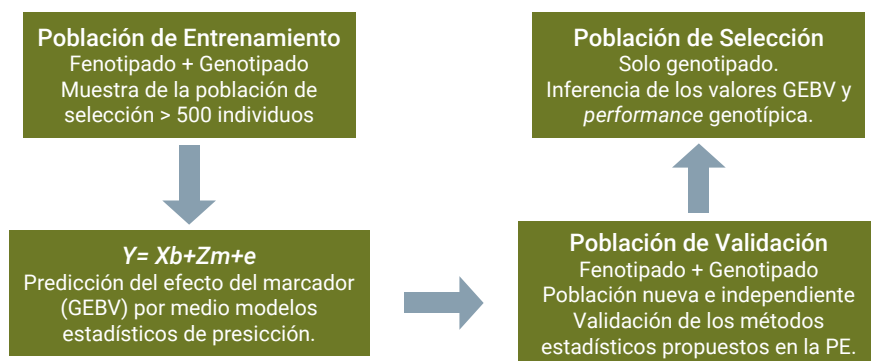 Población de Entrenamiento
Fenotipado + Genotipado
Muestra de la población de
selección > 500 individuos
Y= Xb+Zm+e
Predicción del efecto del marcador
(GEBV) por medio modelos
estadísticos de presicción.
Población de Validación
Fenotipado + Genotipado
Población nueva e independiente
Validación de los métodos
estadísticos propuestos en la PE.
Población de Selección
Solo genotipado.
Inferencia de los valores GEBV y
performance genotípica.